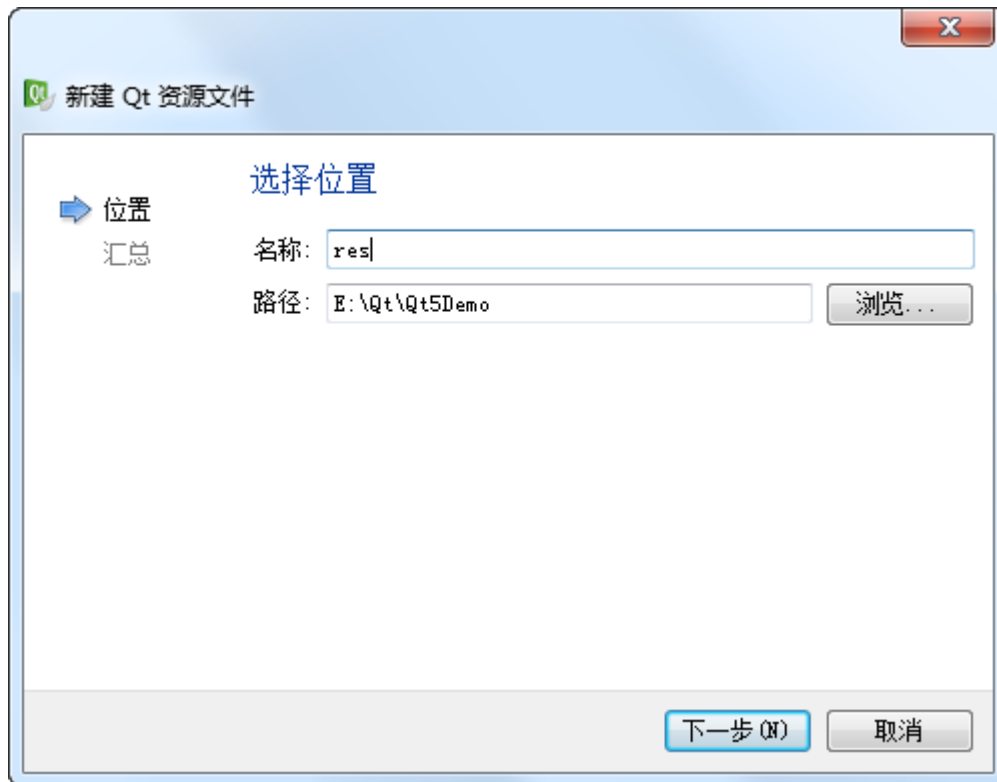 新建 Qt 资源文件
选择位置
位置
汇总
名称: res
路径: E:\Qt\Qt5Demo 浏览...
下一步(N) 取消